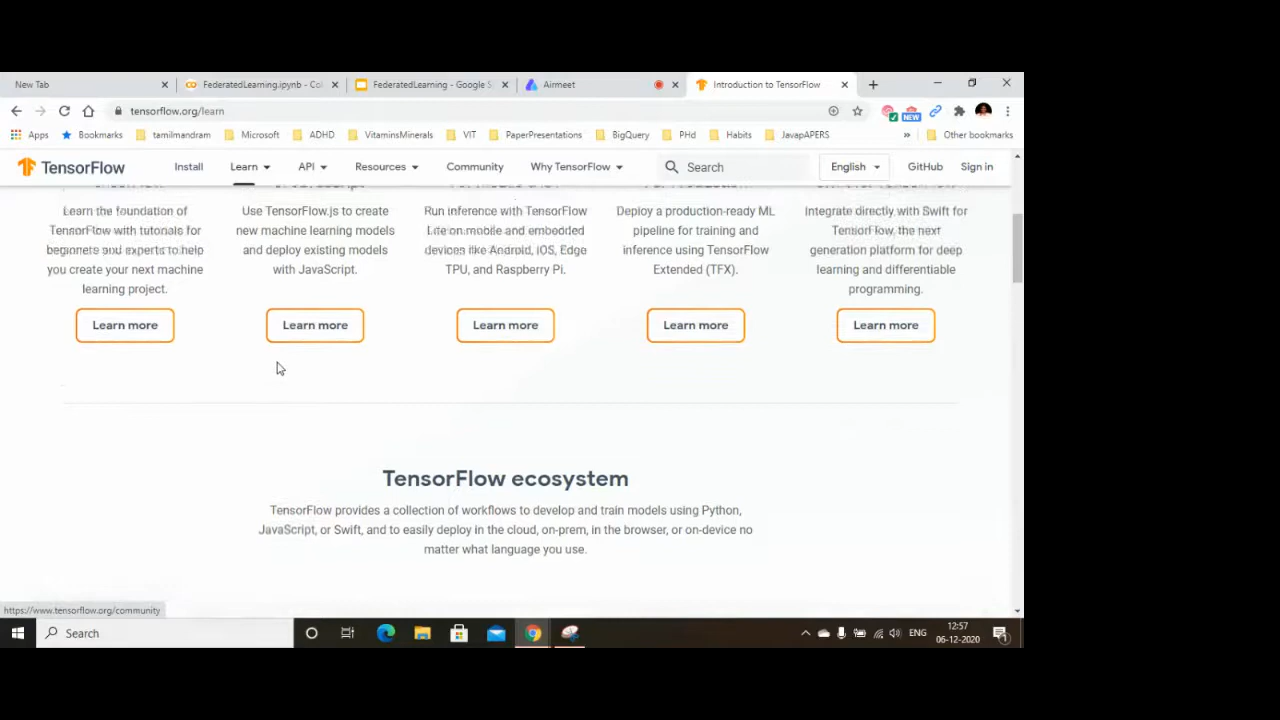 New Tab
FederatedLearning.ipynb - Co
FederatedLearning - Google S
Airmeet
Introduction to TensorFlow
tensorflow.org/learn
NEW
Apps Bookmarks tamilmandram Microsoft ADHD VitaminsMinerals VIT PaperPresentations BigQuery PHd Habits JavapAPERS » Other bookmarks
TensorFlow Install Learn API Resources Community Why TensorFlow Search English GitHub Sign in
Learn the foundation of
TensorFlow with tutorials for
beginners and experts to help
you create your next machine
learning project.
Learn more
Use TensorFlow.js to create
new machine learning models
and deploy existing models
with JavaScript.
Learn more
Run inference with TensorFlow
Lite on mobile and embedded
devices like Android, iOS, Edge
TPU, and Raspberry Pi.
Learn more
Deploy a production-ready ML
pipeline for training and
inference using TensorFlow
Extended (TFX).
Learn more
Integrate directly with Swift for
TensorFlow, the next
generation platform for deep
learning and differentiable
programming.
Learn more
TensorFlow ecosystem
TensorFlow provides a collection of workflows to develop and train models using Python,
JavaScript, or Swift, and to easily deploy in the cloud, on-prem, in the browser, or on-device no
matter what language you use.
https://www.tensorflow.org/community
Search
ENG
12:57
06-12-2020